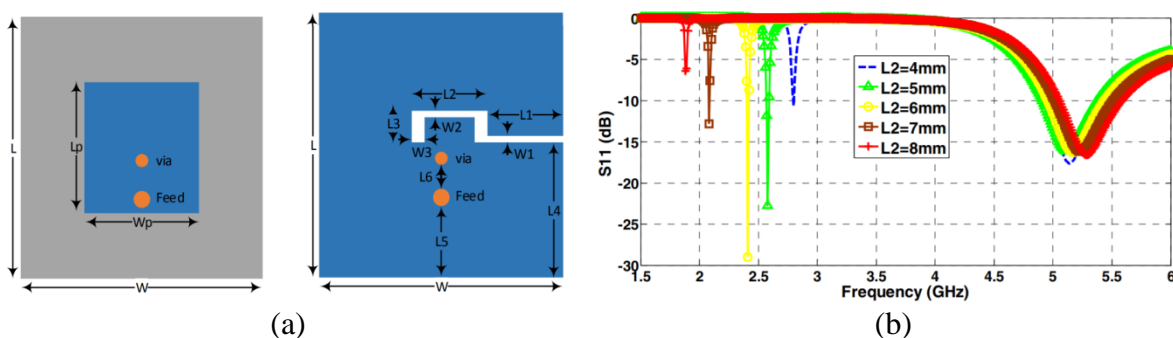 L
Lp
via
Feed
Wp
W
L
L2
L3
L1
W2
W3
W1
via
L6
Feed
L4
L5
W
(a)
S11 (dB)
0
-5
-10
-15
-20
-25
-30
L2=4mm
L2=5mm
L2=6mm
L2=7mm
L2=8mm
1.5 2 2.5 3 3.5 4 4.5 5 5.5 6
Frequency (GHz)
(b)